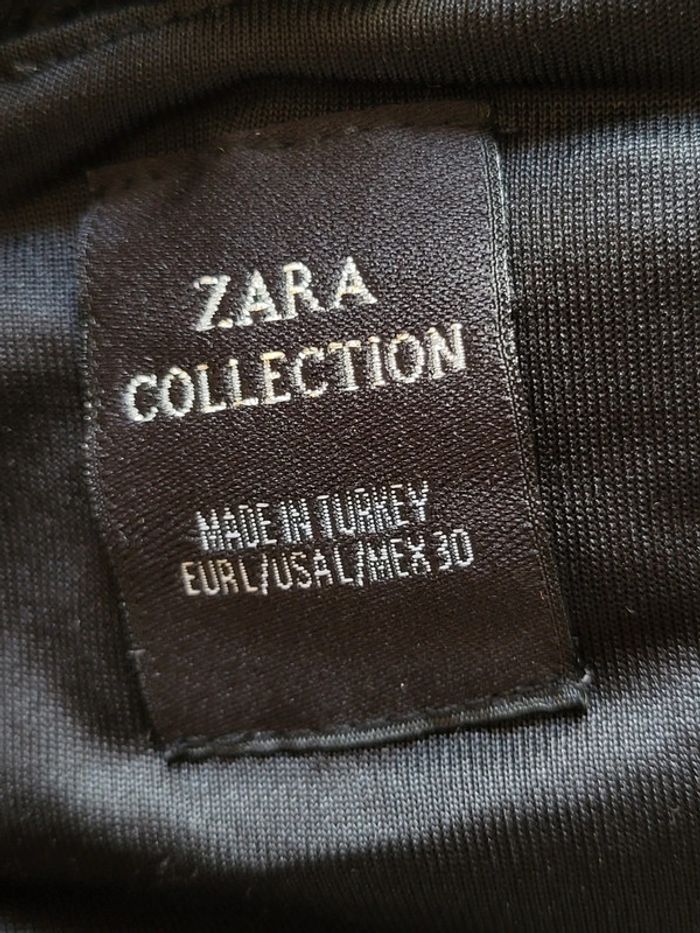 ZARA
COLLECTION
MADE IN TURKEY
EUR L/USA L/MEX 30